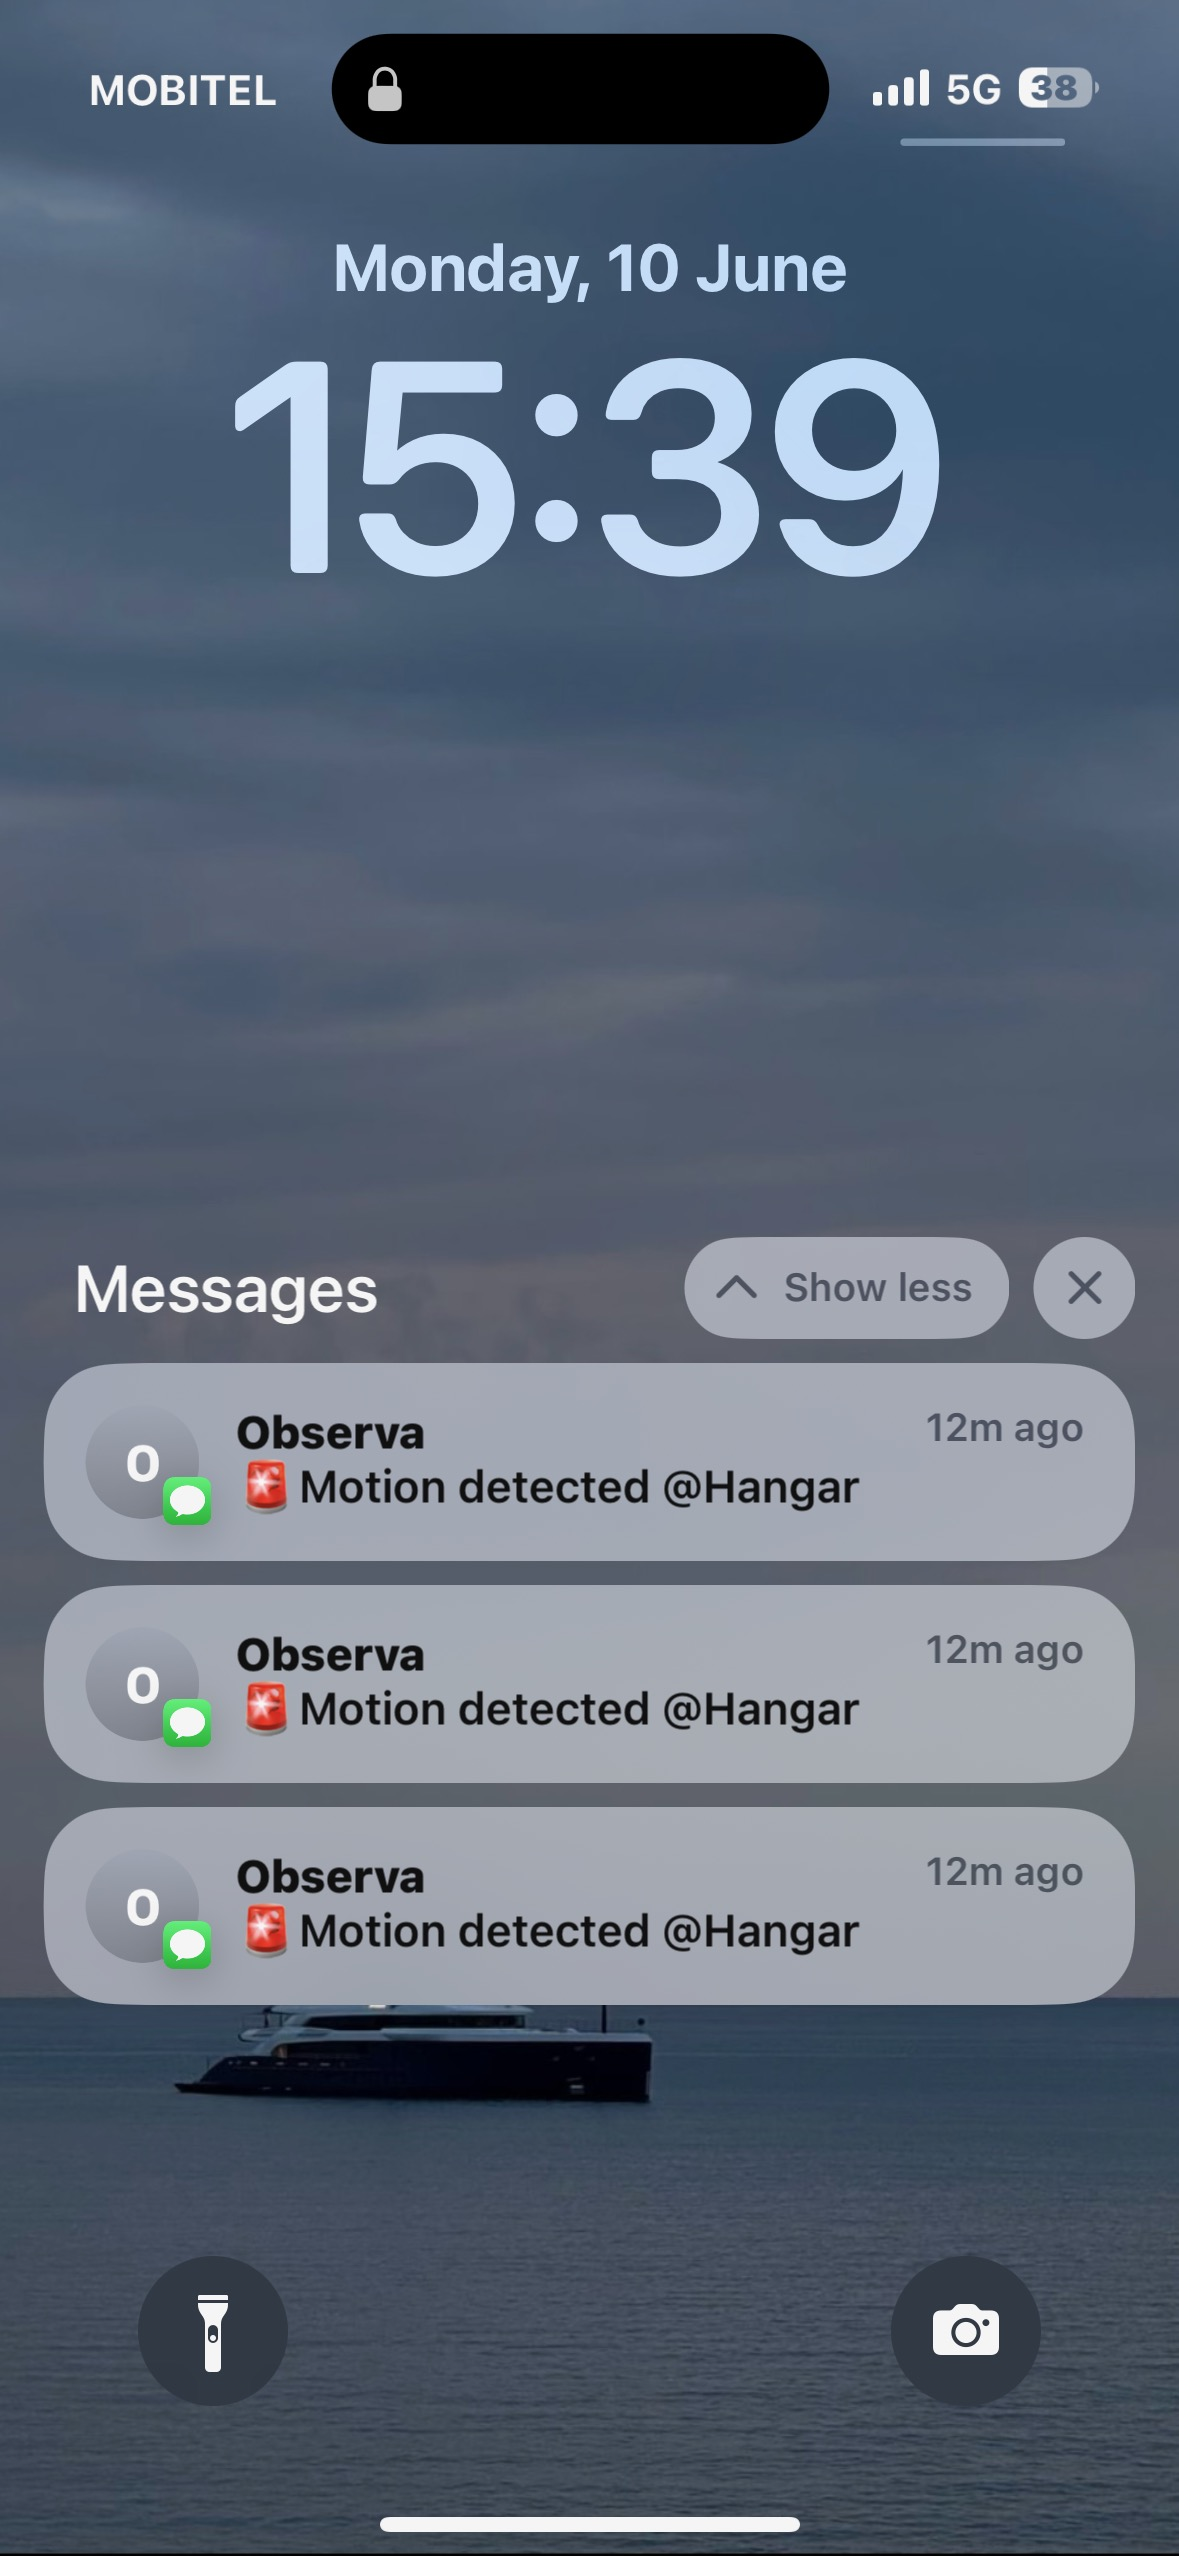 MOBITEL 5G 38
Monday, 10 June
15:39
Messages Show less
O Observa 12m ago
🚨 Motion detected @Hangar
O Observa 12m ago
🚨 Motion detected @Hangar
O Observa 12m ago
🚨 Motion detected @Hangar